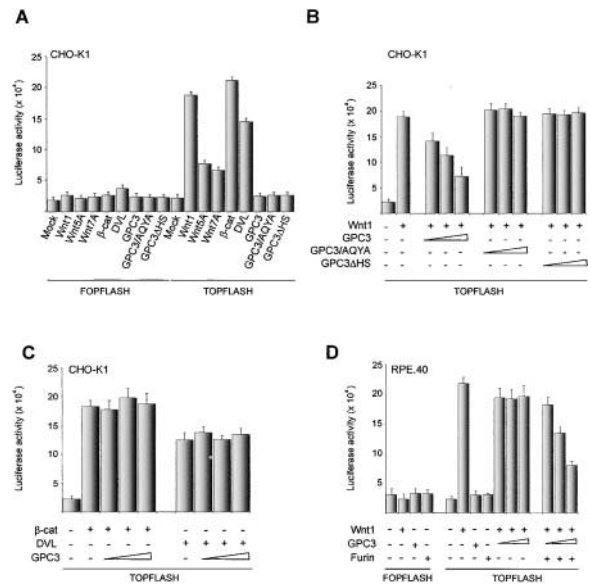 A
CHO-K1
Luciferase activity (x 10⁴)
25
20
15
10
5
Mock
Wnt1
Wnt5A
Wnt7A
β-cat
DVL
GPC3
GPC3/AQYA
GPC3ΔHS
Mock
Wnt1
Wnt5A
Wnt7A
β-cat
DVL
GPC3
GPC3/AQYA
GPC3ΔHS
FOPFLASH TOPFLASH
B
CHO-K1
Luciferase activity (x 10⁴)
25
20
15
10
5
Wnt1 - + + + + + + + + + +
GPC3 - - - - - - - -
GPC3/AQYA - - - - - - - -
GPC3ΔHS - - - - - - - -
TOPFLASH
C
CHO-K1
Luciferase activity (x 10⁴)
25
20
15
10
5
β-cat - + + + + - - - -
DVL - - - - - + + + +
GPC3 - - -
TOPFLASH
D
RPE.40
Luciferase activity (x 10⁴)
25
20
15
10
5
Wnt1 - + - - - + - - + + + + + +
GPC3 - - + - - - + -
Furin - - - + - - - + - - - + + +
FOPFLASH TOPFLASH